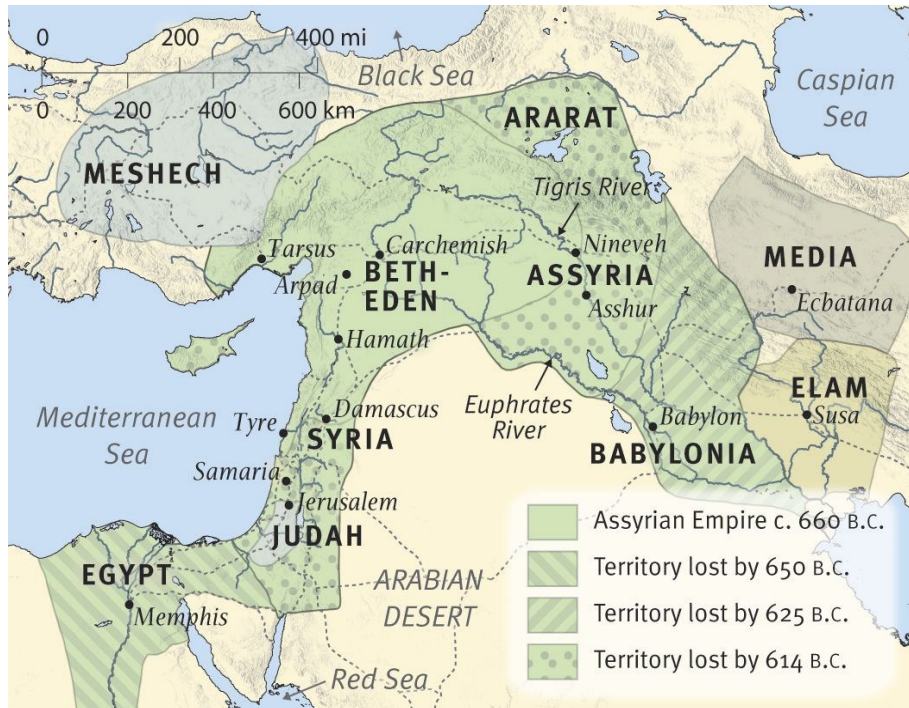 0 200 400 mi
0 200 400 600 km
Black Sea
Caspian
Sea
ARARAT
MESHECH
Tigris River
Tarsus
Carchemish
Nineveh
MEDIA
Arpad
BETH-
EDEN
ASSYRIA
Ecbatana
Asshur
Hamath
ELAM
Mediterranean
Sea
Damascus
Euphrates
River
Babylon
Susa
Tyre
SYRIA
BABYLONIA
Samaria
Jerusalem
JUDAH
EGYPT
ARABIAN
DESERT
Memphis
Red Sea
Assyrian Empire c. 660 B.C.
Territory lost by 650 B.C.
Territory lost by 625 B.C.
Territory lost by 614 B.C.